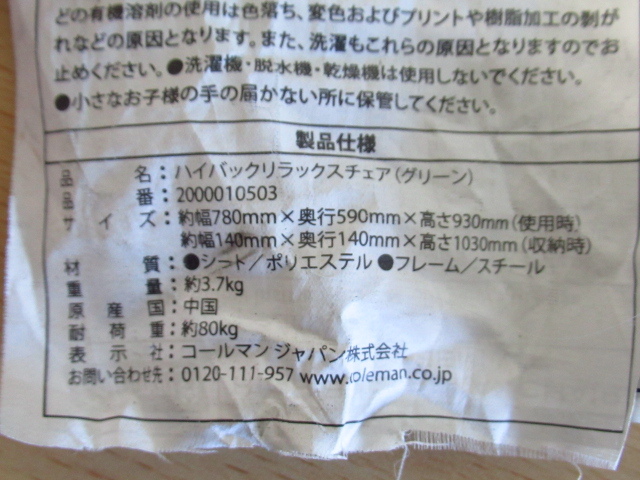 どの有機溶剤の使用は色落ち、変色およびプリントや樹脂加工の剝が
れなどの原因となります。また、洗濯もこれらの原因となりますのでお
止めください。●洗濯機・脱水機・乾燥機は使用しないでください。
●小さなお子様の手の届かない所に保管してください。
製品仕様
品名：ハイバックリラックスチェア（グリーン）
品番：2000010503
サイズ：約幅780mm×奥行590mm×高さ930mm（使用時）
約幅140mm×奥行140mm×高さ1030mm（収納時）
材質：●シート／ポリエステル ●フレーム／スチール
重量：約3.7kg
原産国：中国
耐荷重：約80kg
表示社：コールマン ジャパン株式会社
お問い合わせ先：0120-111-957 www.coleman.co.jp